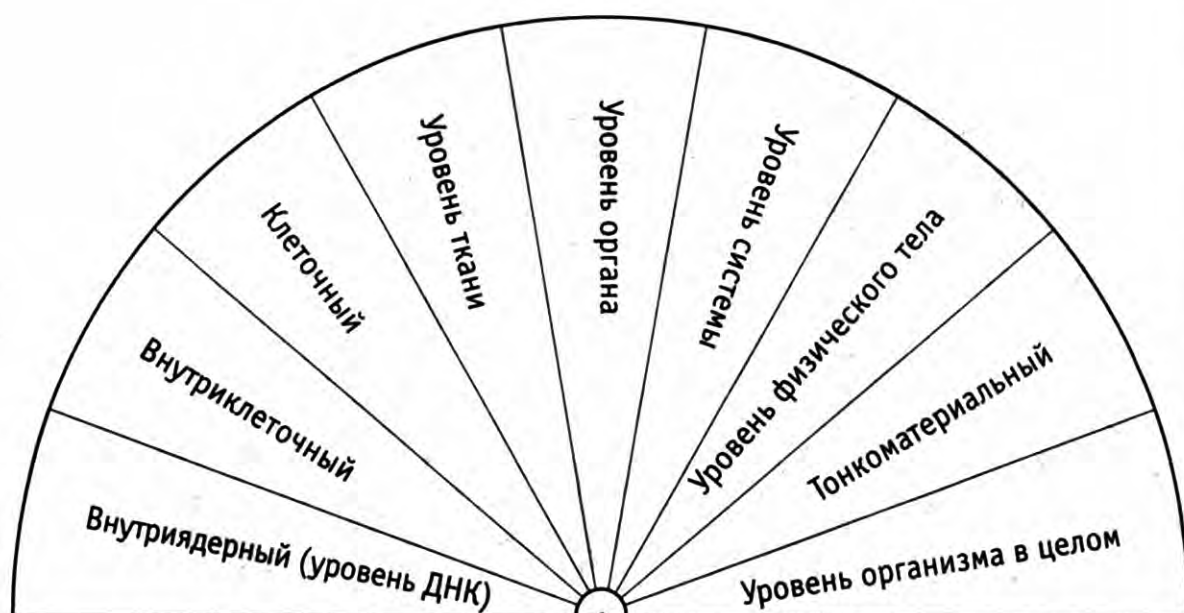 Внутриядерный (уровень ДНК)
Внутриклеточный
Клеточный
Уровень ткани
Уровень органа
Уровень системы
Уровень физического тела
Тонкоматериальный
Уровень организма в целом